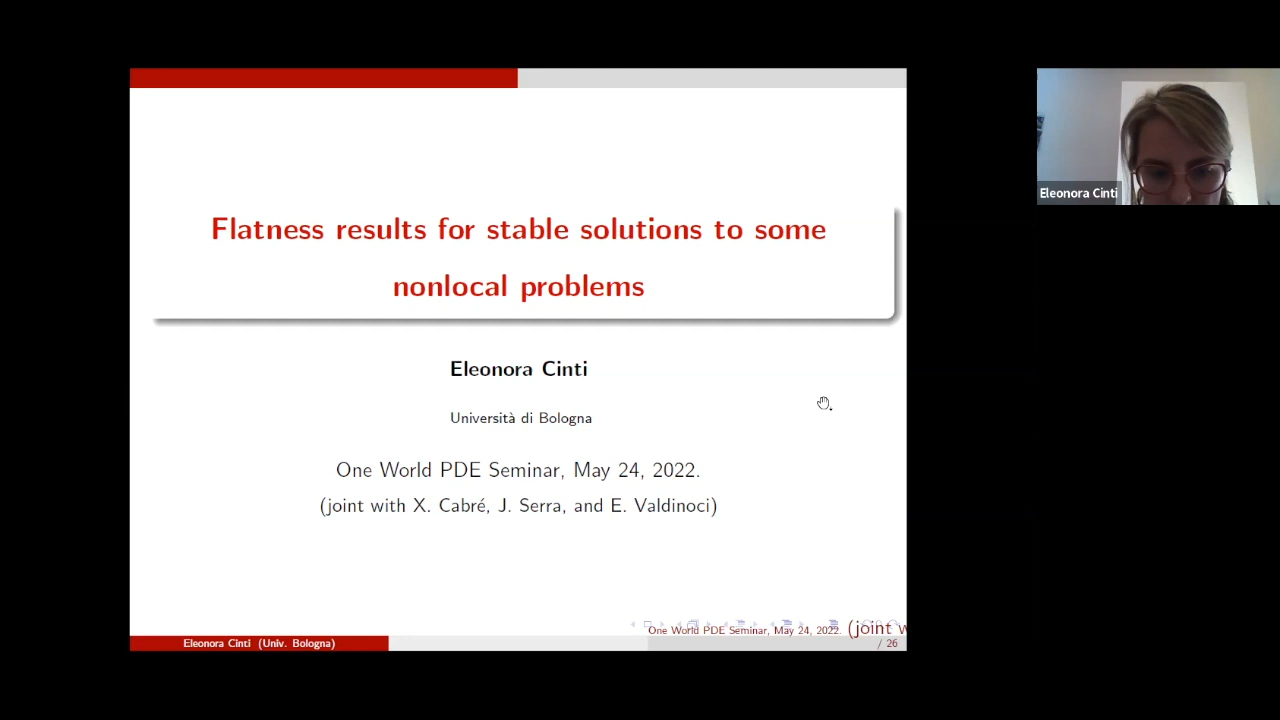 Flatness results for stable solutions to some
nonlocal problems
Eleonora Cinti
Università di Bologna
One World PDE Seminar, May 24, 2022.
(joint with X. Cabré, J. Serra, and E. Valdinoci)
One World PDE Seminar, May 24, 2022. (joint w
Eleonora Cinti (Univ. Bologna)
/ 26
Eleonora Cinti